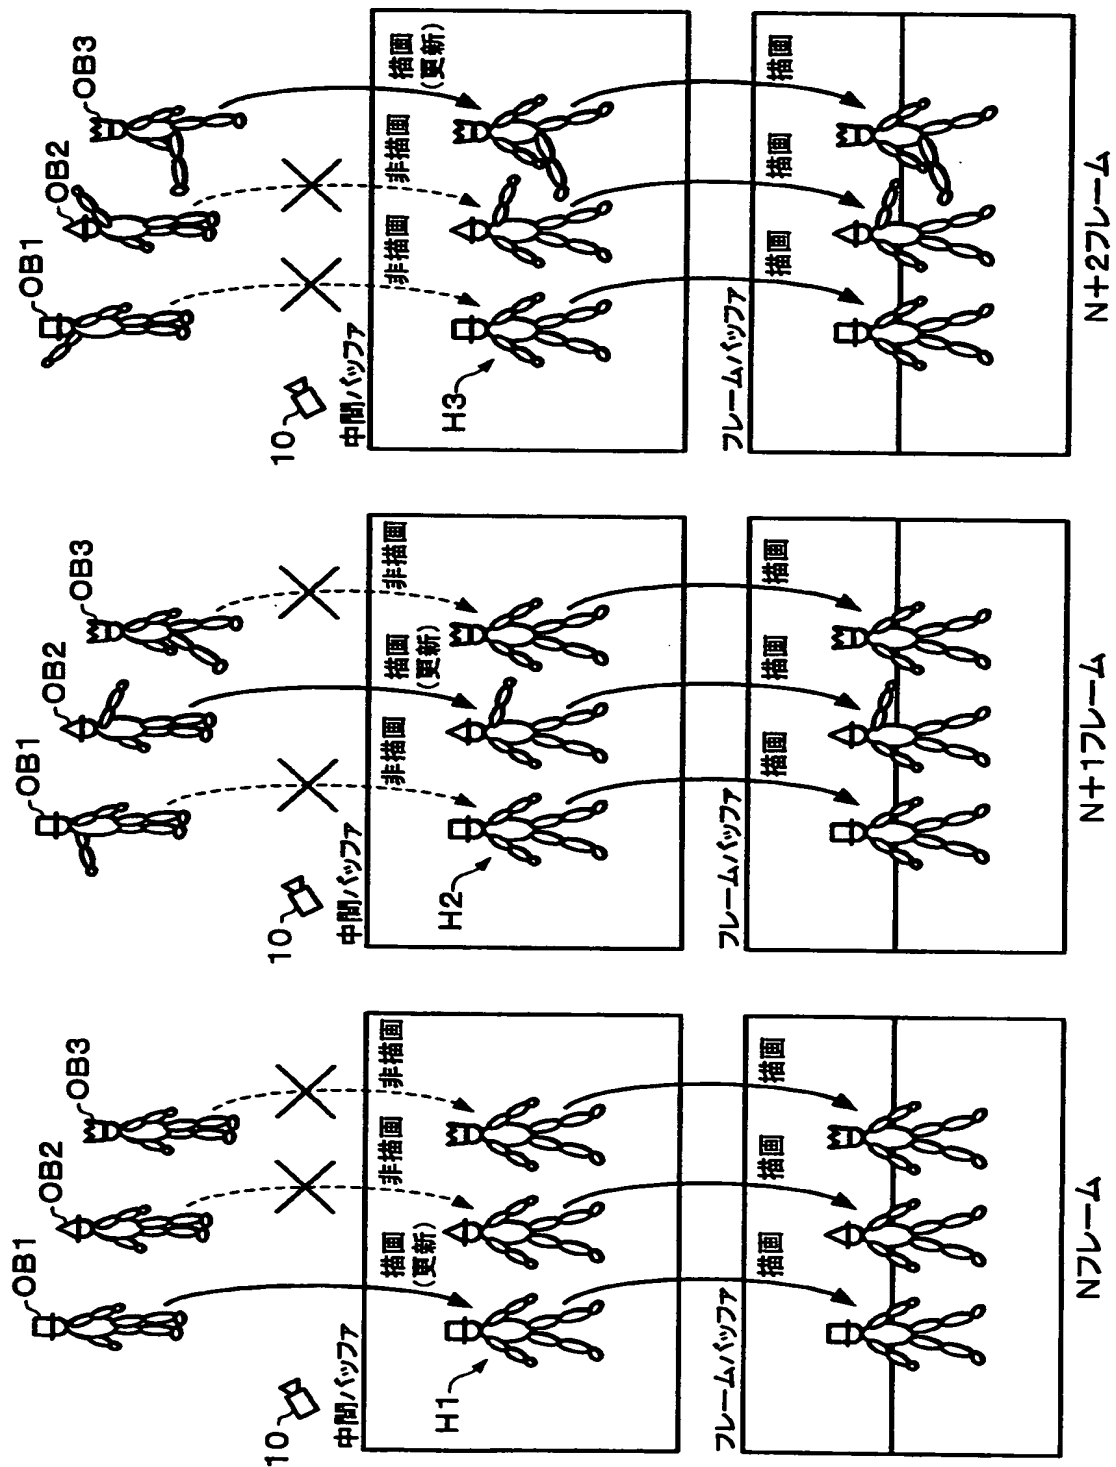 OB1
OB2
OB3
10
中間バッファ
描画
(更新)
非描画
非描画
H1
フレームバッファ
描画
描画
描画
Nフレーム
OB1
OB2
OB3
10
中間バッファ
非描画
描画
(更新)
非描画
H2
フレームバッファ
描画
描画
描画
N+1フレーム
OB1
OB2
OB3
10
中間バッファ
非描画
非描画
描画
(更新)
H3
フレームバッファ
描画
描画
描画
N+2フレーム